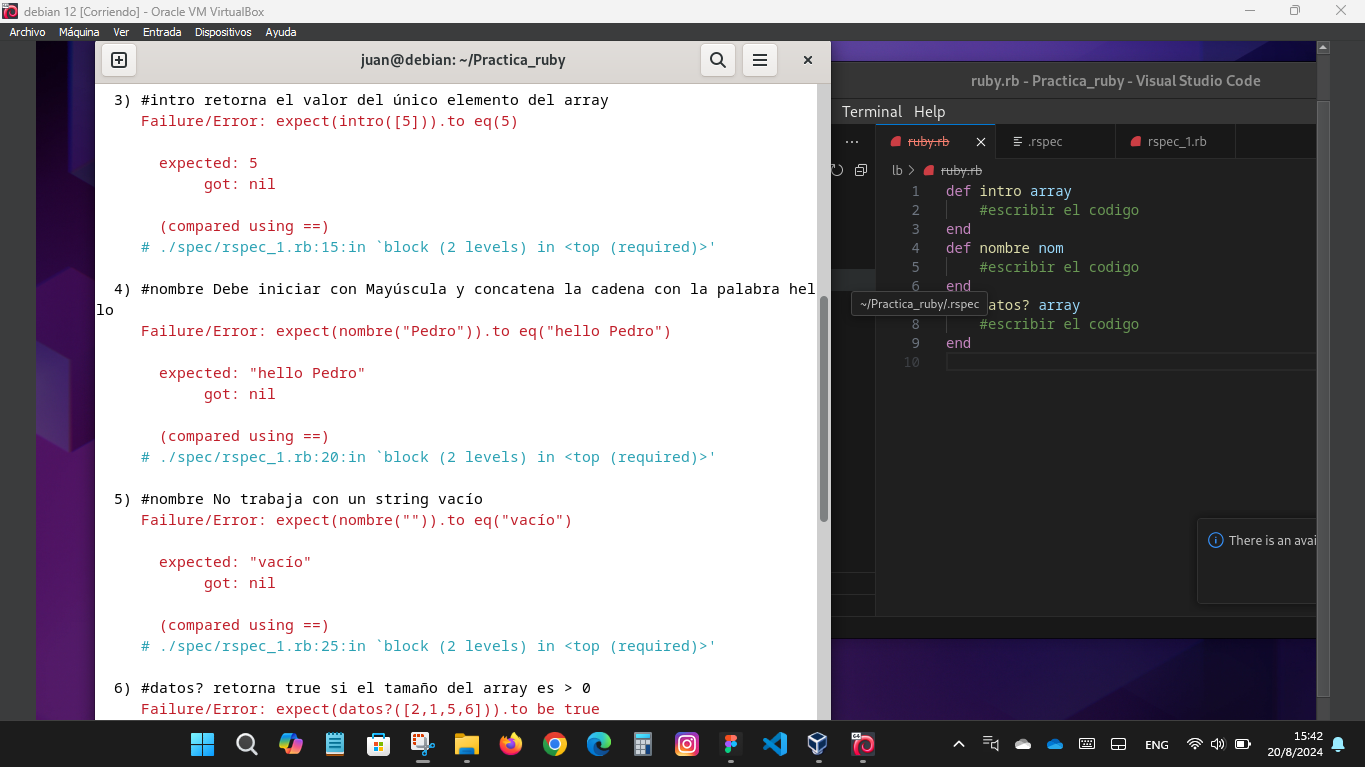 debian 12 [Corriendo] - Oracle VM VirtualBox
Archivo Máquina Ver Entrada Dispositivos Ayuda
juan@debian: ~/Practica_ruby
3) #intro retorna el valor del único elemento del array
Failure/Error: expect(intro([5])).to eq(5)
expected: 5
got: nil
(compared using ==)
# ./spec/rspec_1.rb:15:in `block (2 levels) in <top (required)>'
4) #nombre Debe iniciar con Mayúscula y concatena la cadena con la palabra hel
lo
Failure/Error: expect(nombre("Pedro")).to eq("hello Pedro")
expected: "hello Pedro"
got: nil
(compared using ==)
# ./spec/rspec_1.rb:20:in `block (2 levels) in <top (required)>'
5) #nombre No trabaja con un string vacío
Failure/Error: expect(nombre("")).to eq("vacío")
expected: "vacío"
got: nil
(compared using ==)
# ./spec/rspec_1.rb:25:in `block (2 levels) in <top (required)>'
6) #datos? retorna true si el tamaño del array es > 0
Failure/Error: expect(datos?([2,1,5,6])).to be true
ruby.rb - Practica_ruby - Visual Studio Code
Terminal Help
ruby.rb .rspec rspec_1.rb
lb > ruby.rb
1 def intro array
2 #escribir el codigo
3 end
4 def nombre nom
5 #escribir el codigo
6 end
~/Practica_ruby/.rspec
atos? array
8 #escribir el codigo
9 end
10
There is an avai
ENG
15:42
20/8/2024